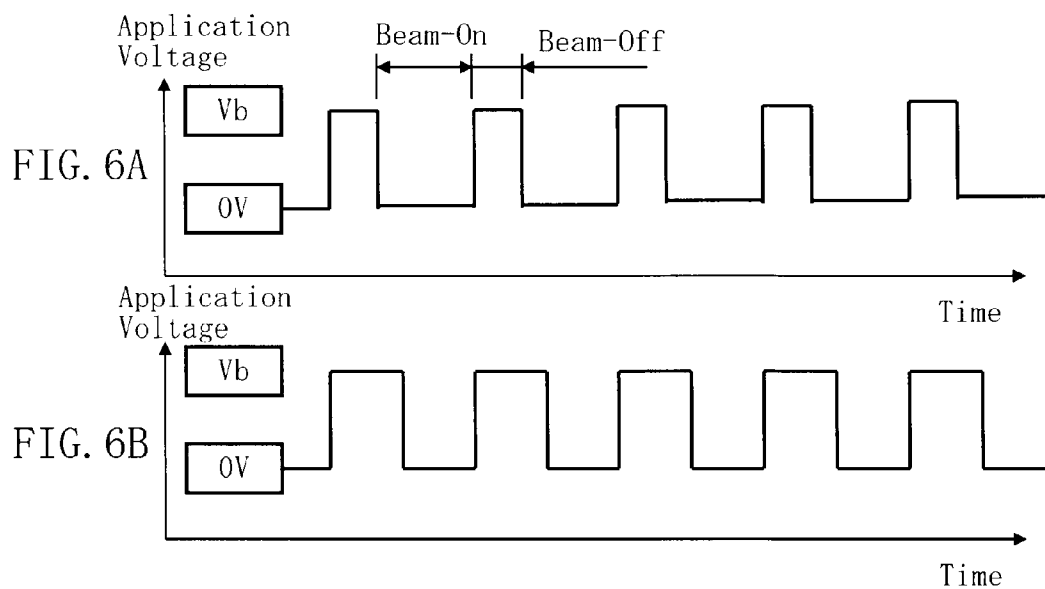 Application
Voltage
Beam-On
Beam-Off
Vb
FIG. 6A
0V
Time
Application
Voltage
Vb
FIG. 6B
0V
Time